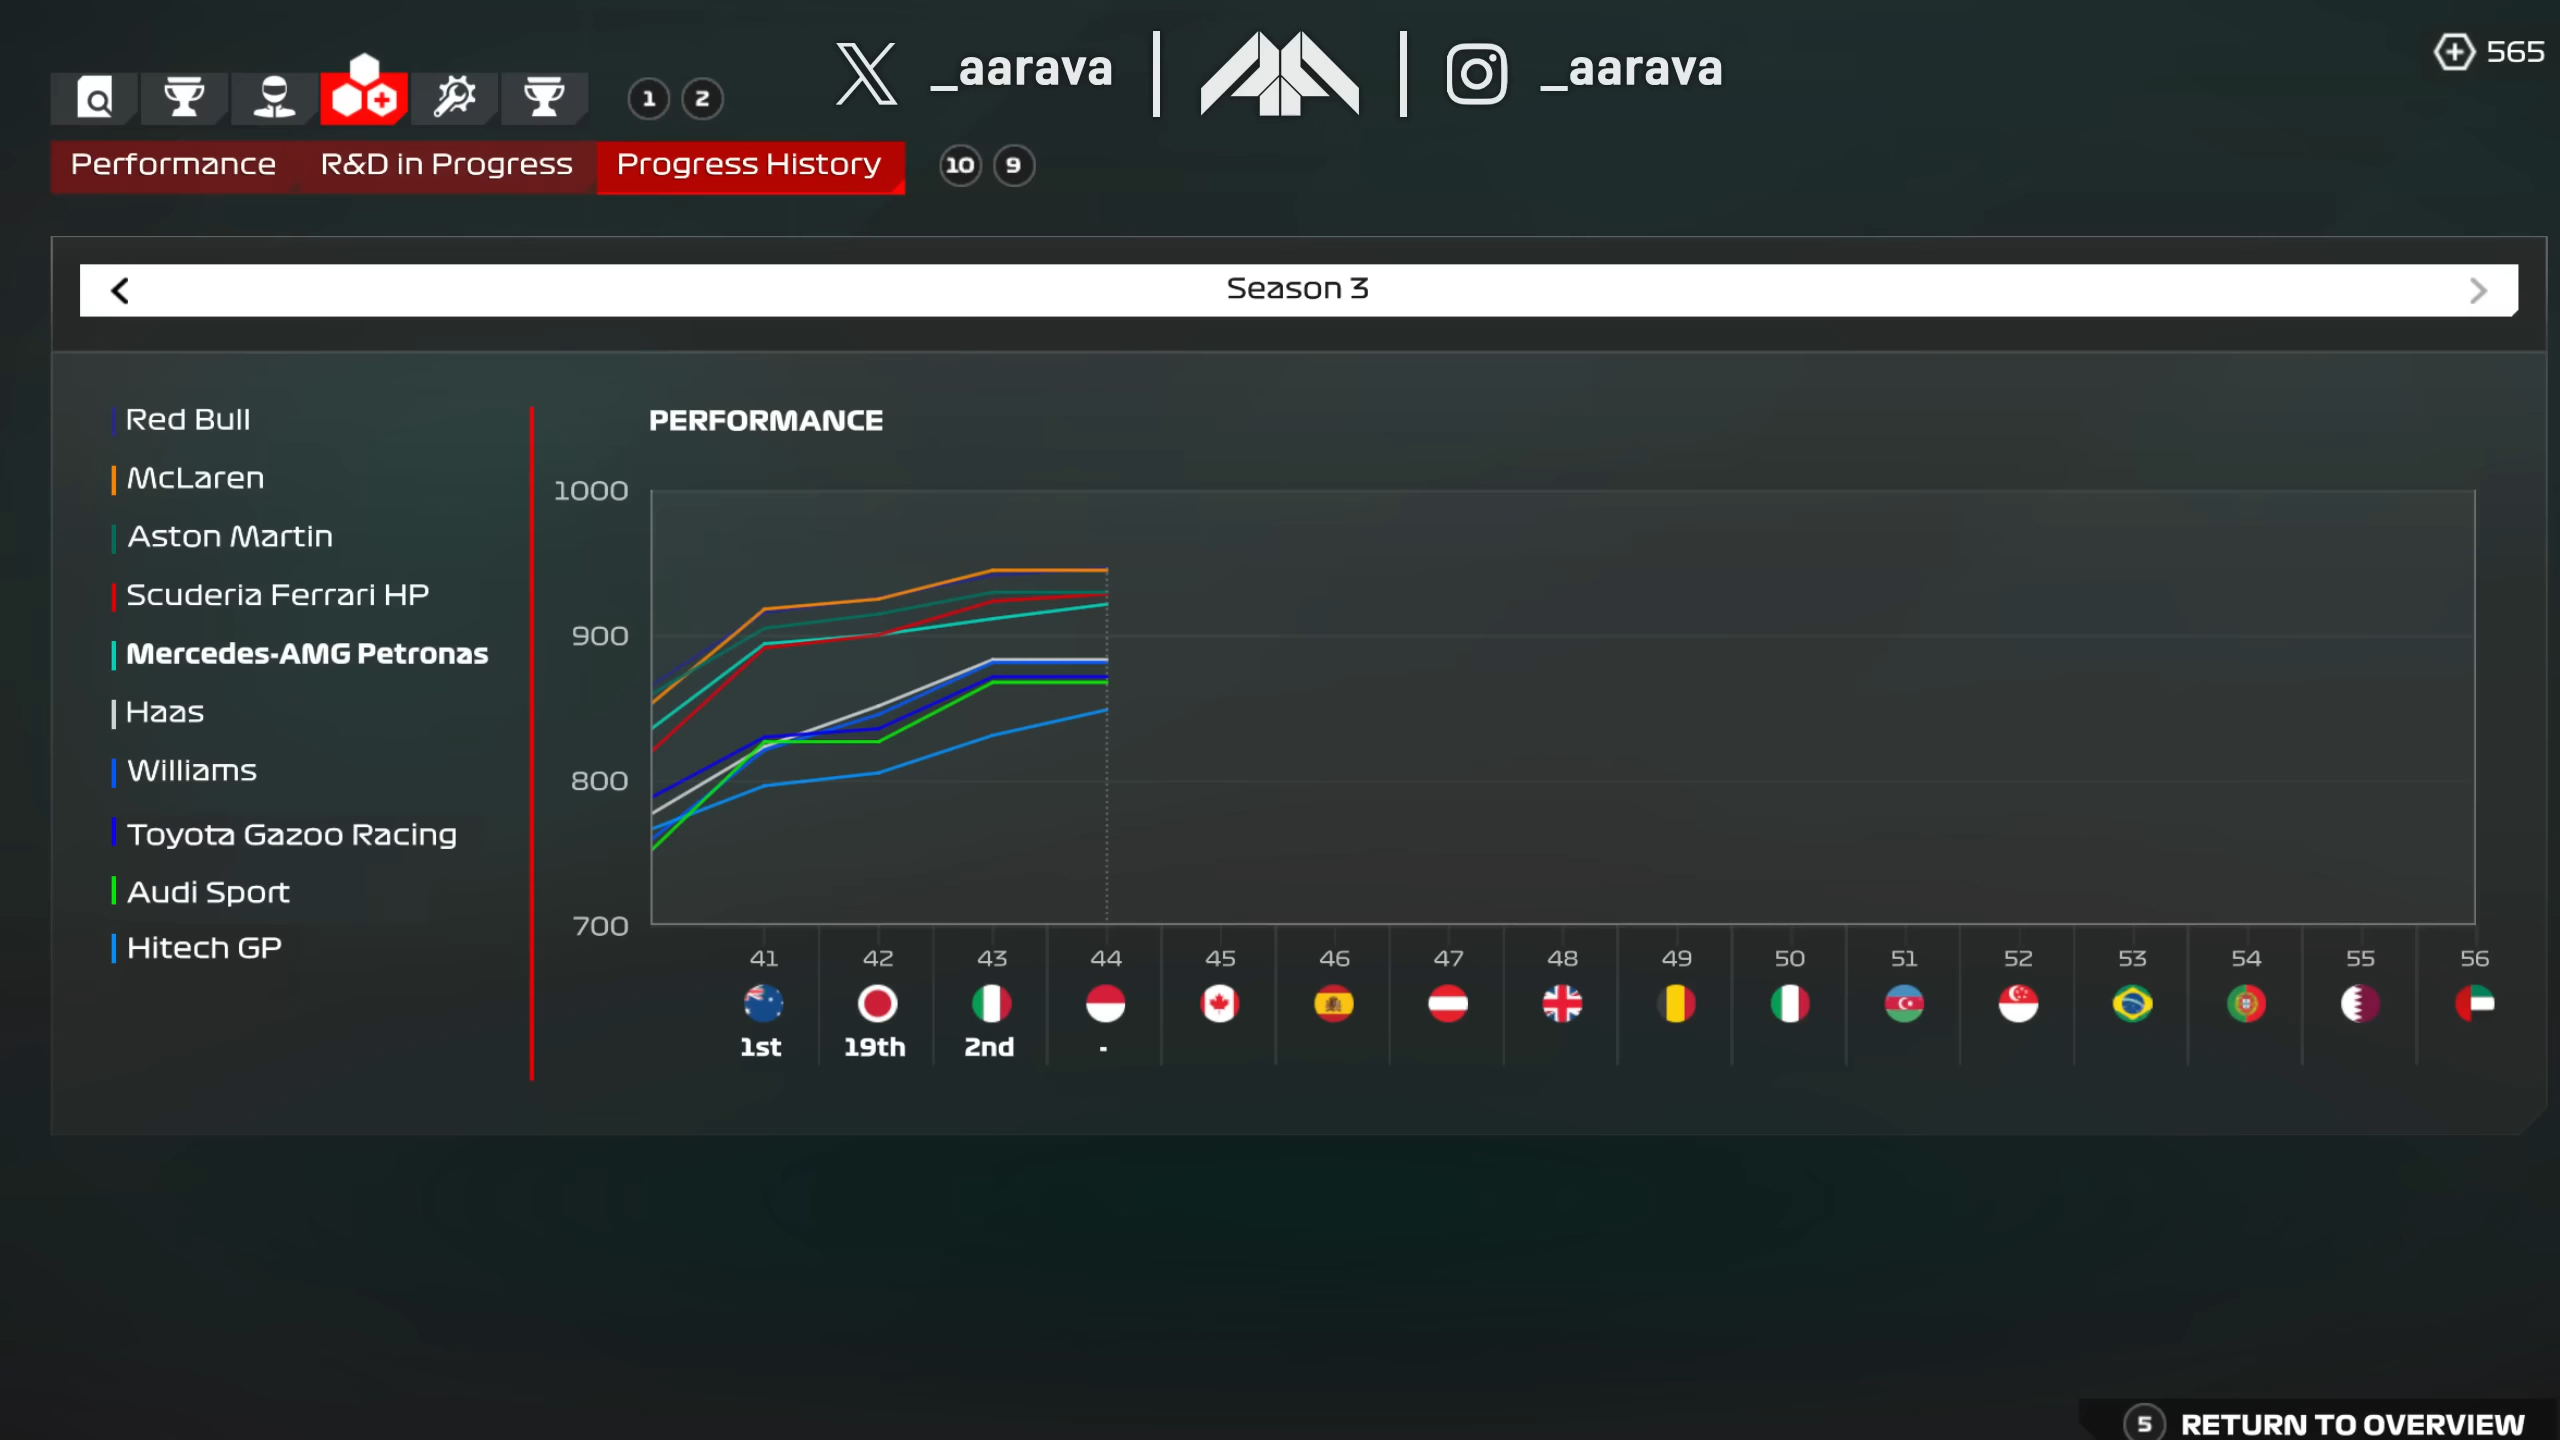 _aarava | | _aarava
565
1 2
Performance R&D in Progress Progress History 10 9
Season 3
Red Bull
McLaren
Aston Martin
Scuderia Ferrari HP
Mercedes-AMG Petronas
Haas
Williams
Toyota Gazoo Racing
Audi Sport
Hitech GP
PERFORMANCE
1000
900
800
700
41 42 43 44 45 46 47 48 49 50 51 52 53 54 55 56
1st 19th 2nd -
5 RETURN TO OVERVIEW